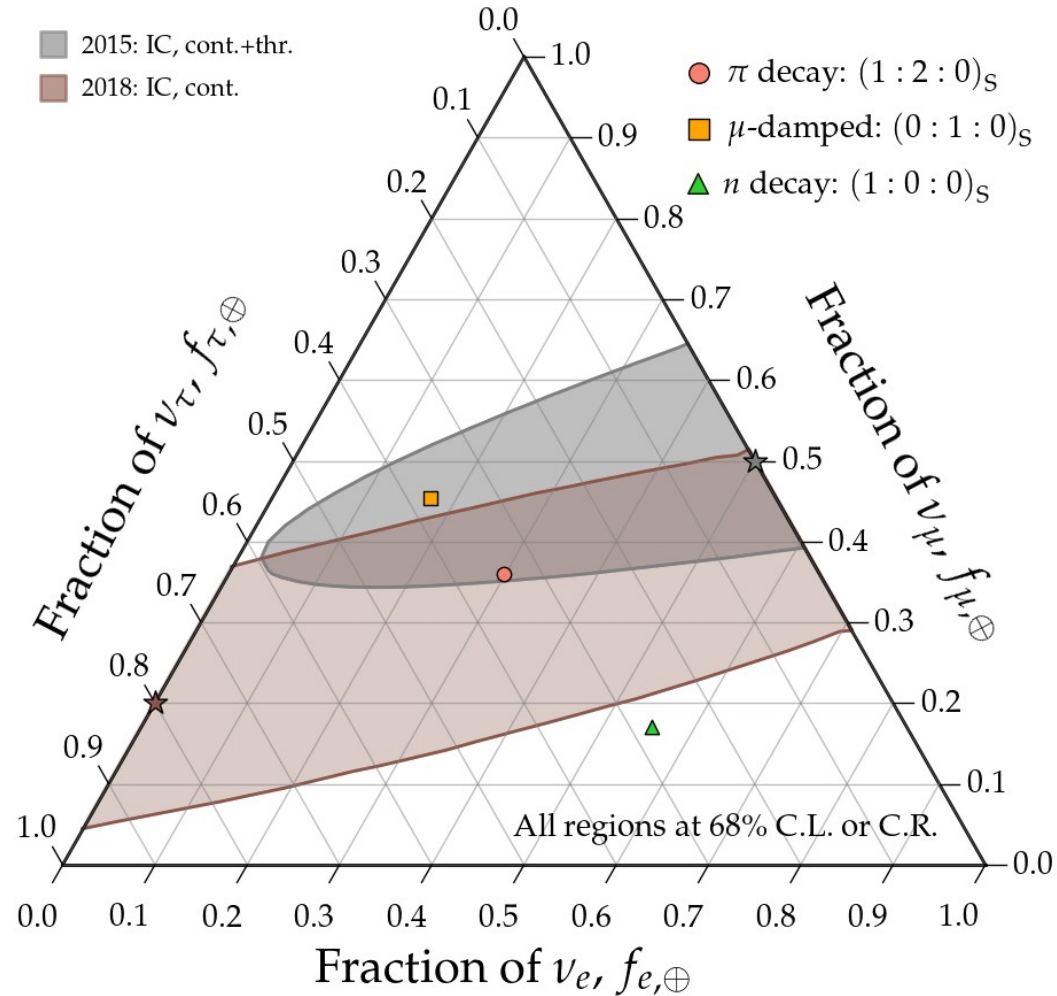 2015: IC, cont.+thr.
2018: IC, cont.
π decay: (1 : 2 : 0)S
μ-damped: (0 : 1 : 0)S
n decay: (1 : 0 : 0)S
Fraction of ντ, fτ,⊕
0.0
0.1
0.2
0.3
0.4
0.5
0.6
0.7
0.8
0.9
1.0
Fraction of νμ, fμ,⊕
1.0
0.9
0.8
0.7
0.6
0.5
0.4
0.3
0.2
0.1
0.0
All regions at 68% C.L. or C.R.
0.0 0.1 0.2 0.3 0.4 0.5 0.6 0.7 0.8 0.9 1.0
Fraction of νe, fe,⊕